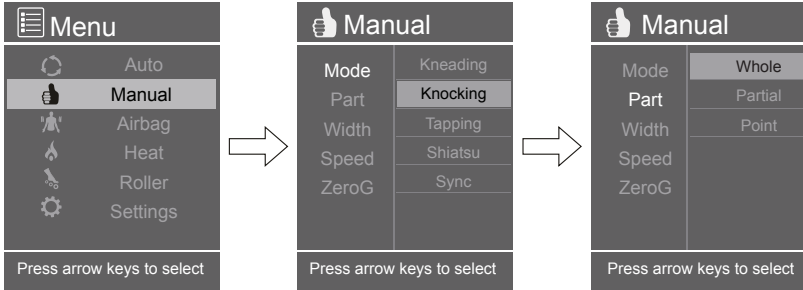 Menu
Auto
Manual
Airbag
Heat
Roller
Settings
Press arrow keys to select
Manual
Mode
Part
Width
Speed
ZeroG
Kneading
Knocking
Tapping
Shiatsu
Sync
Press arrow keys to select
Manual
Mode
Part
Width
Speed
ZeroG
Whole
Partial
Point
Press arrow keys to select